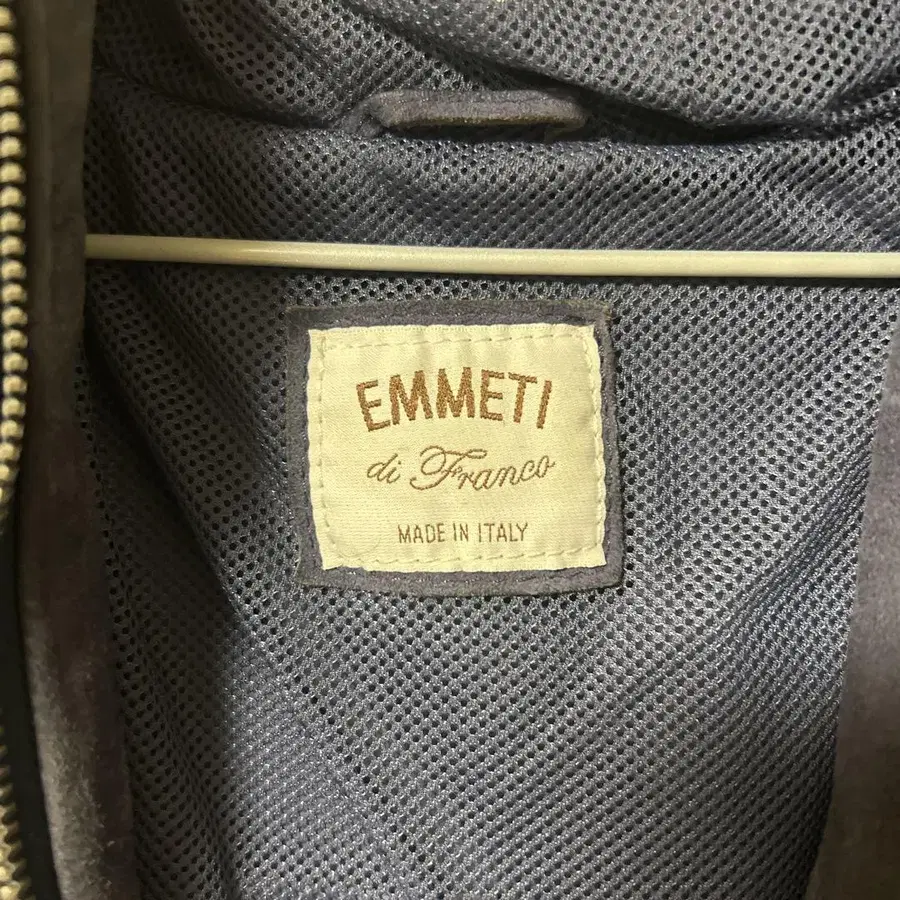 EMMETI
di Franco
MADE IN ITALY